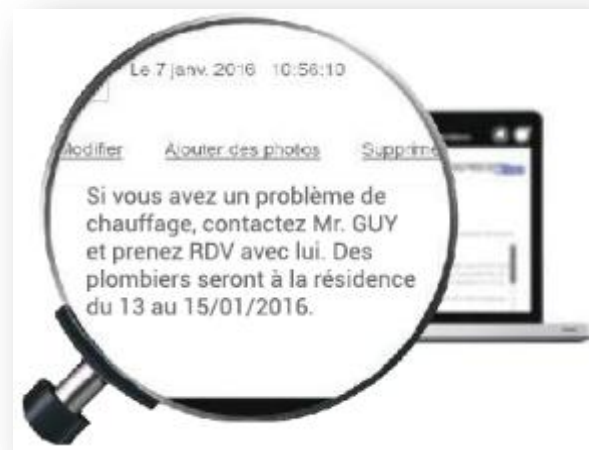 Le 7 janv. 2016 10:56:10
Modifier Ajouter des photos Supprime
Si vous avez un problème de
chauffage, contactez Mr. GUY
et prenez RDV avec lui. Des
plombiers seront à la résidence
du 13 au 15/01/2016.